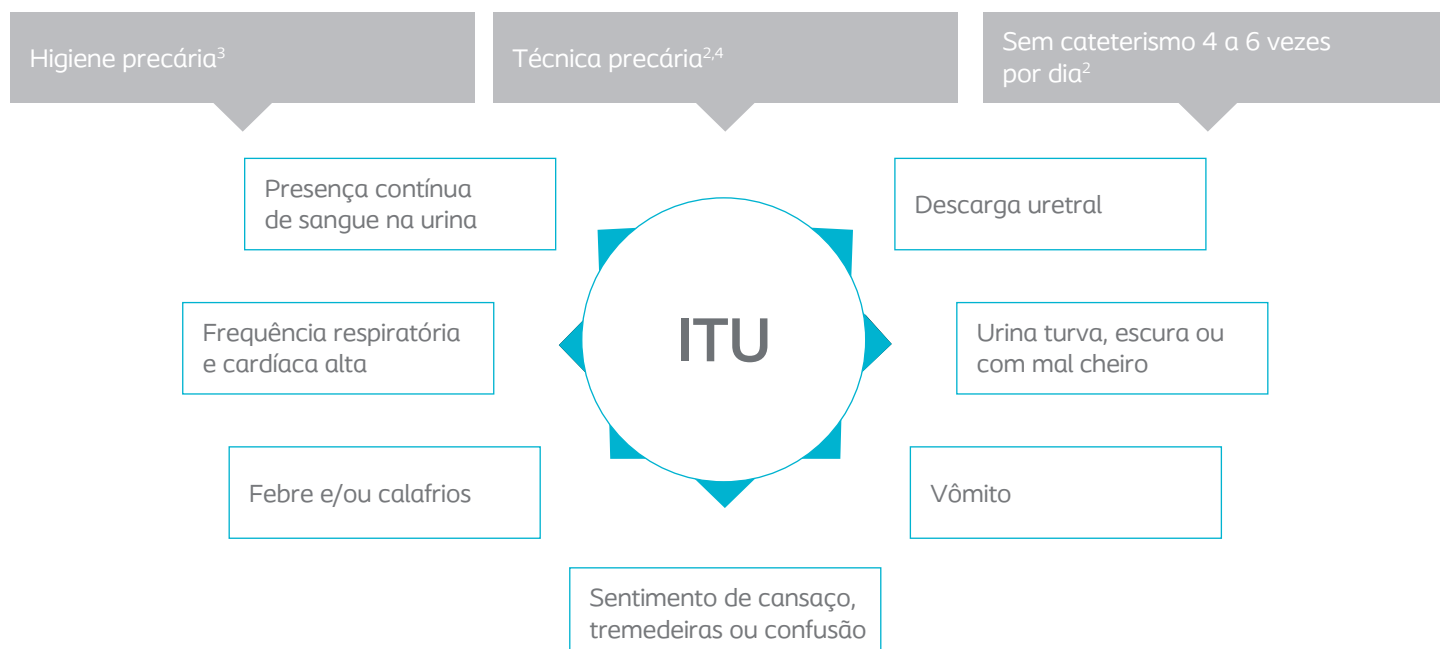 Higiene precária³
Técnica precária²,⁴
Sem cateterismo 4 a 6 vezes
por dia²
Presença contínua
de sangue na urina
Descarga uretral
ITU
Frequência respiratória
e cardíaca alta
Urina turva, escura ou
com mal cheiro
Febre e/ou calafrios
Vômito
Sentimento de cansaço,
tremedeiras ou confusão